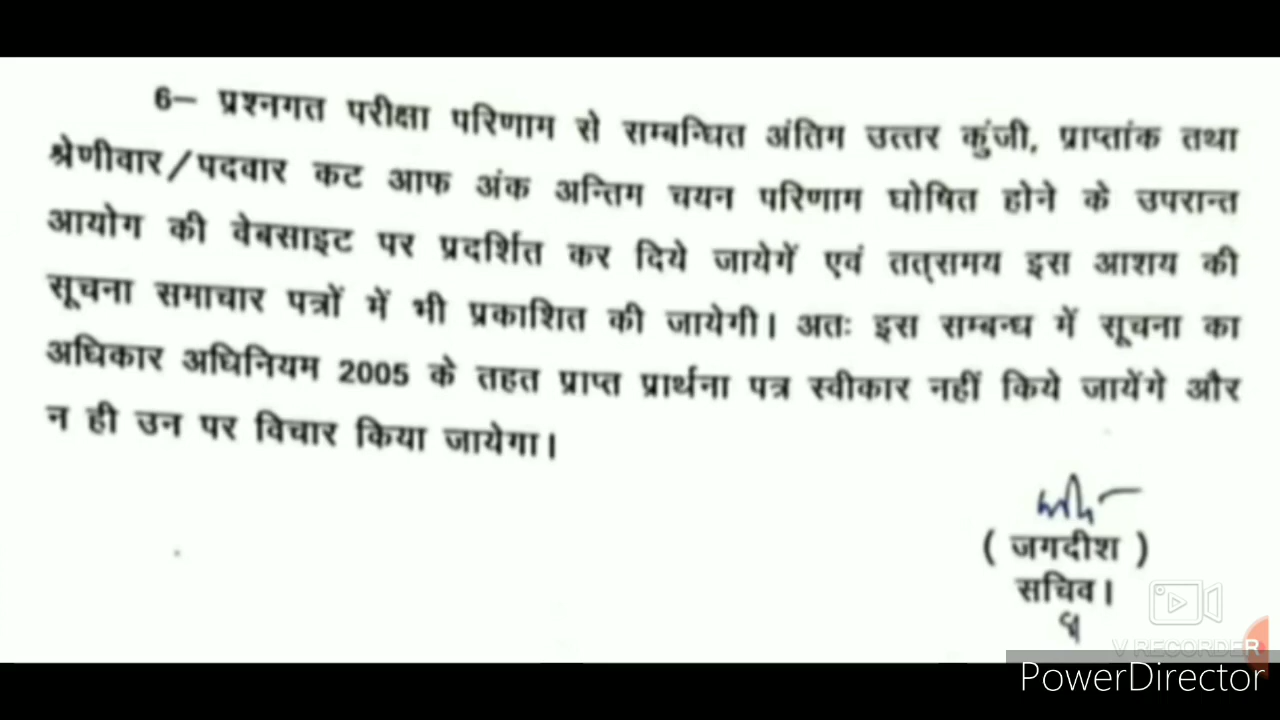 6— प्रश्नगत परीक्षा परिणाम से सम्बन्धित अंतिम उत्तर कुंजी, प्राप्तांक तथा
श्रेणीवार/पदवार कट आफ अंक अन्तिम चयन परिणाम घोषित होने के उपरान्त
आयोग की वेबसाइट पर प्रदर्शित कर दिये जायेगें एवं तत्समय इस आशय की
सूचना समाचार पत्रों में भी प्रकाशित की जायेगी। अतः इस सम्बन्ध में सूचना का
अधिकार अधिनियम 2005 के तहत प्राप्त प्रार्थना पत्र स्वीकार नहीं किये जायेंगे और
न ही उन पर विचार किया जायेगा।
( जगदीश )
सचिव।
V RECORDER
PowerDirector